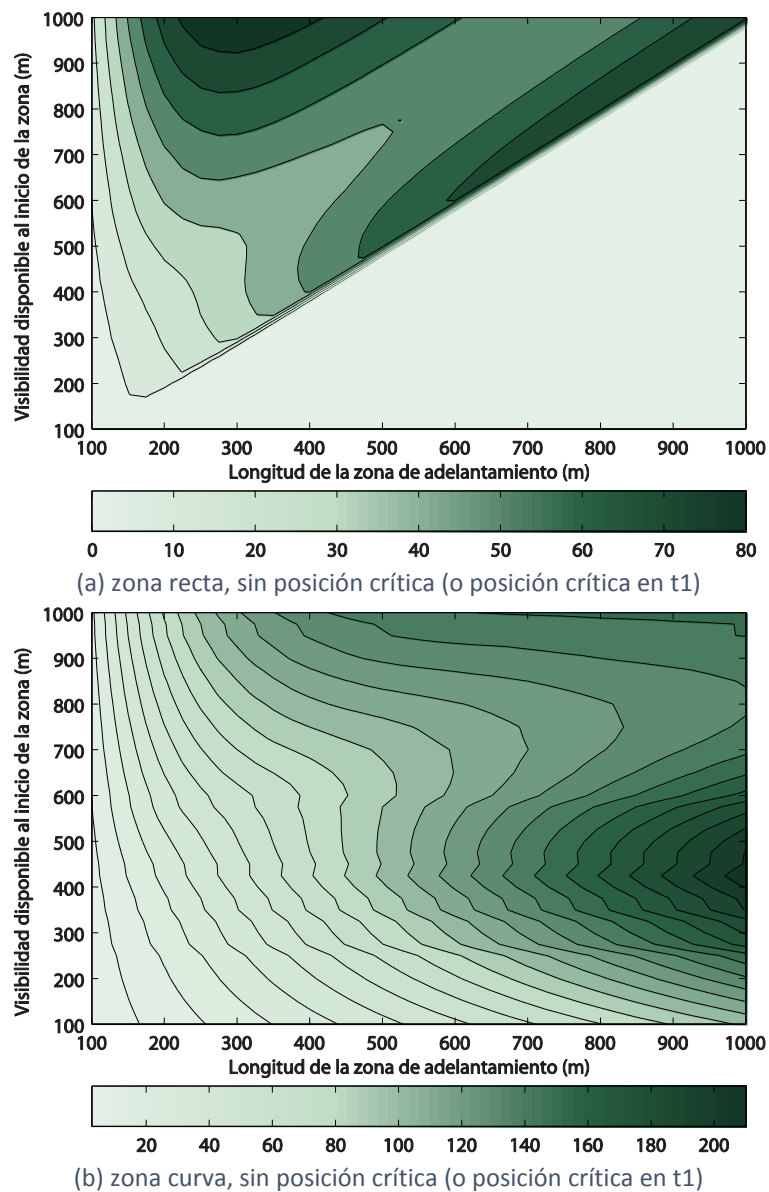 1000
900
800
700
600
500
400
300
200
100
Visibilidad disponible al inicio de la zona (m)
100 200 300 400 500 600 700 800 900 1000
Longitud de la zona de adelantamiento (m)
0 10 20 30 40 50 60 70 80
(a) zona recta, sin posición crítica (o posición crítica en t1)
1000
900
800
700
600
500
400
300
200
100
Visibilidad disponible al inicio de la zona (m)
100 200 300 400 500 600 700 800 900 1000
Longitud de la zona de adelantamiento (m)
20 40 60 80 100 120 140 160 180 200
(b) zona curva, sin posición crítica (o posición crítica en t1)